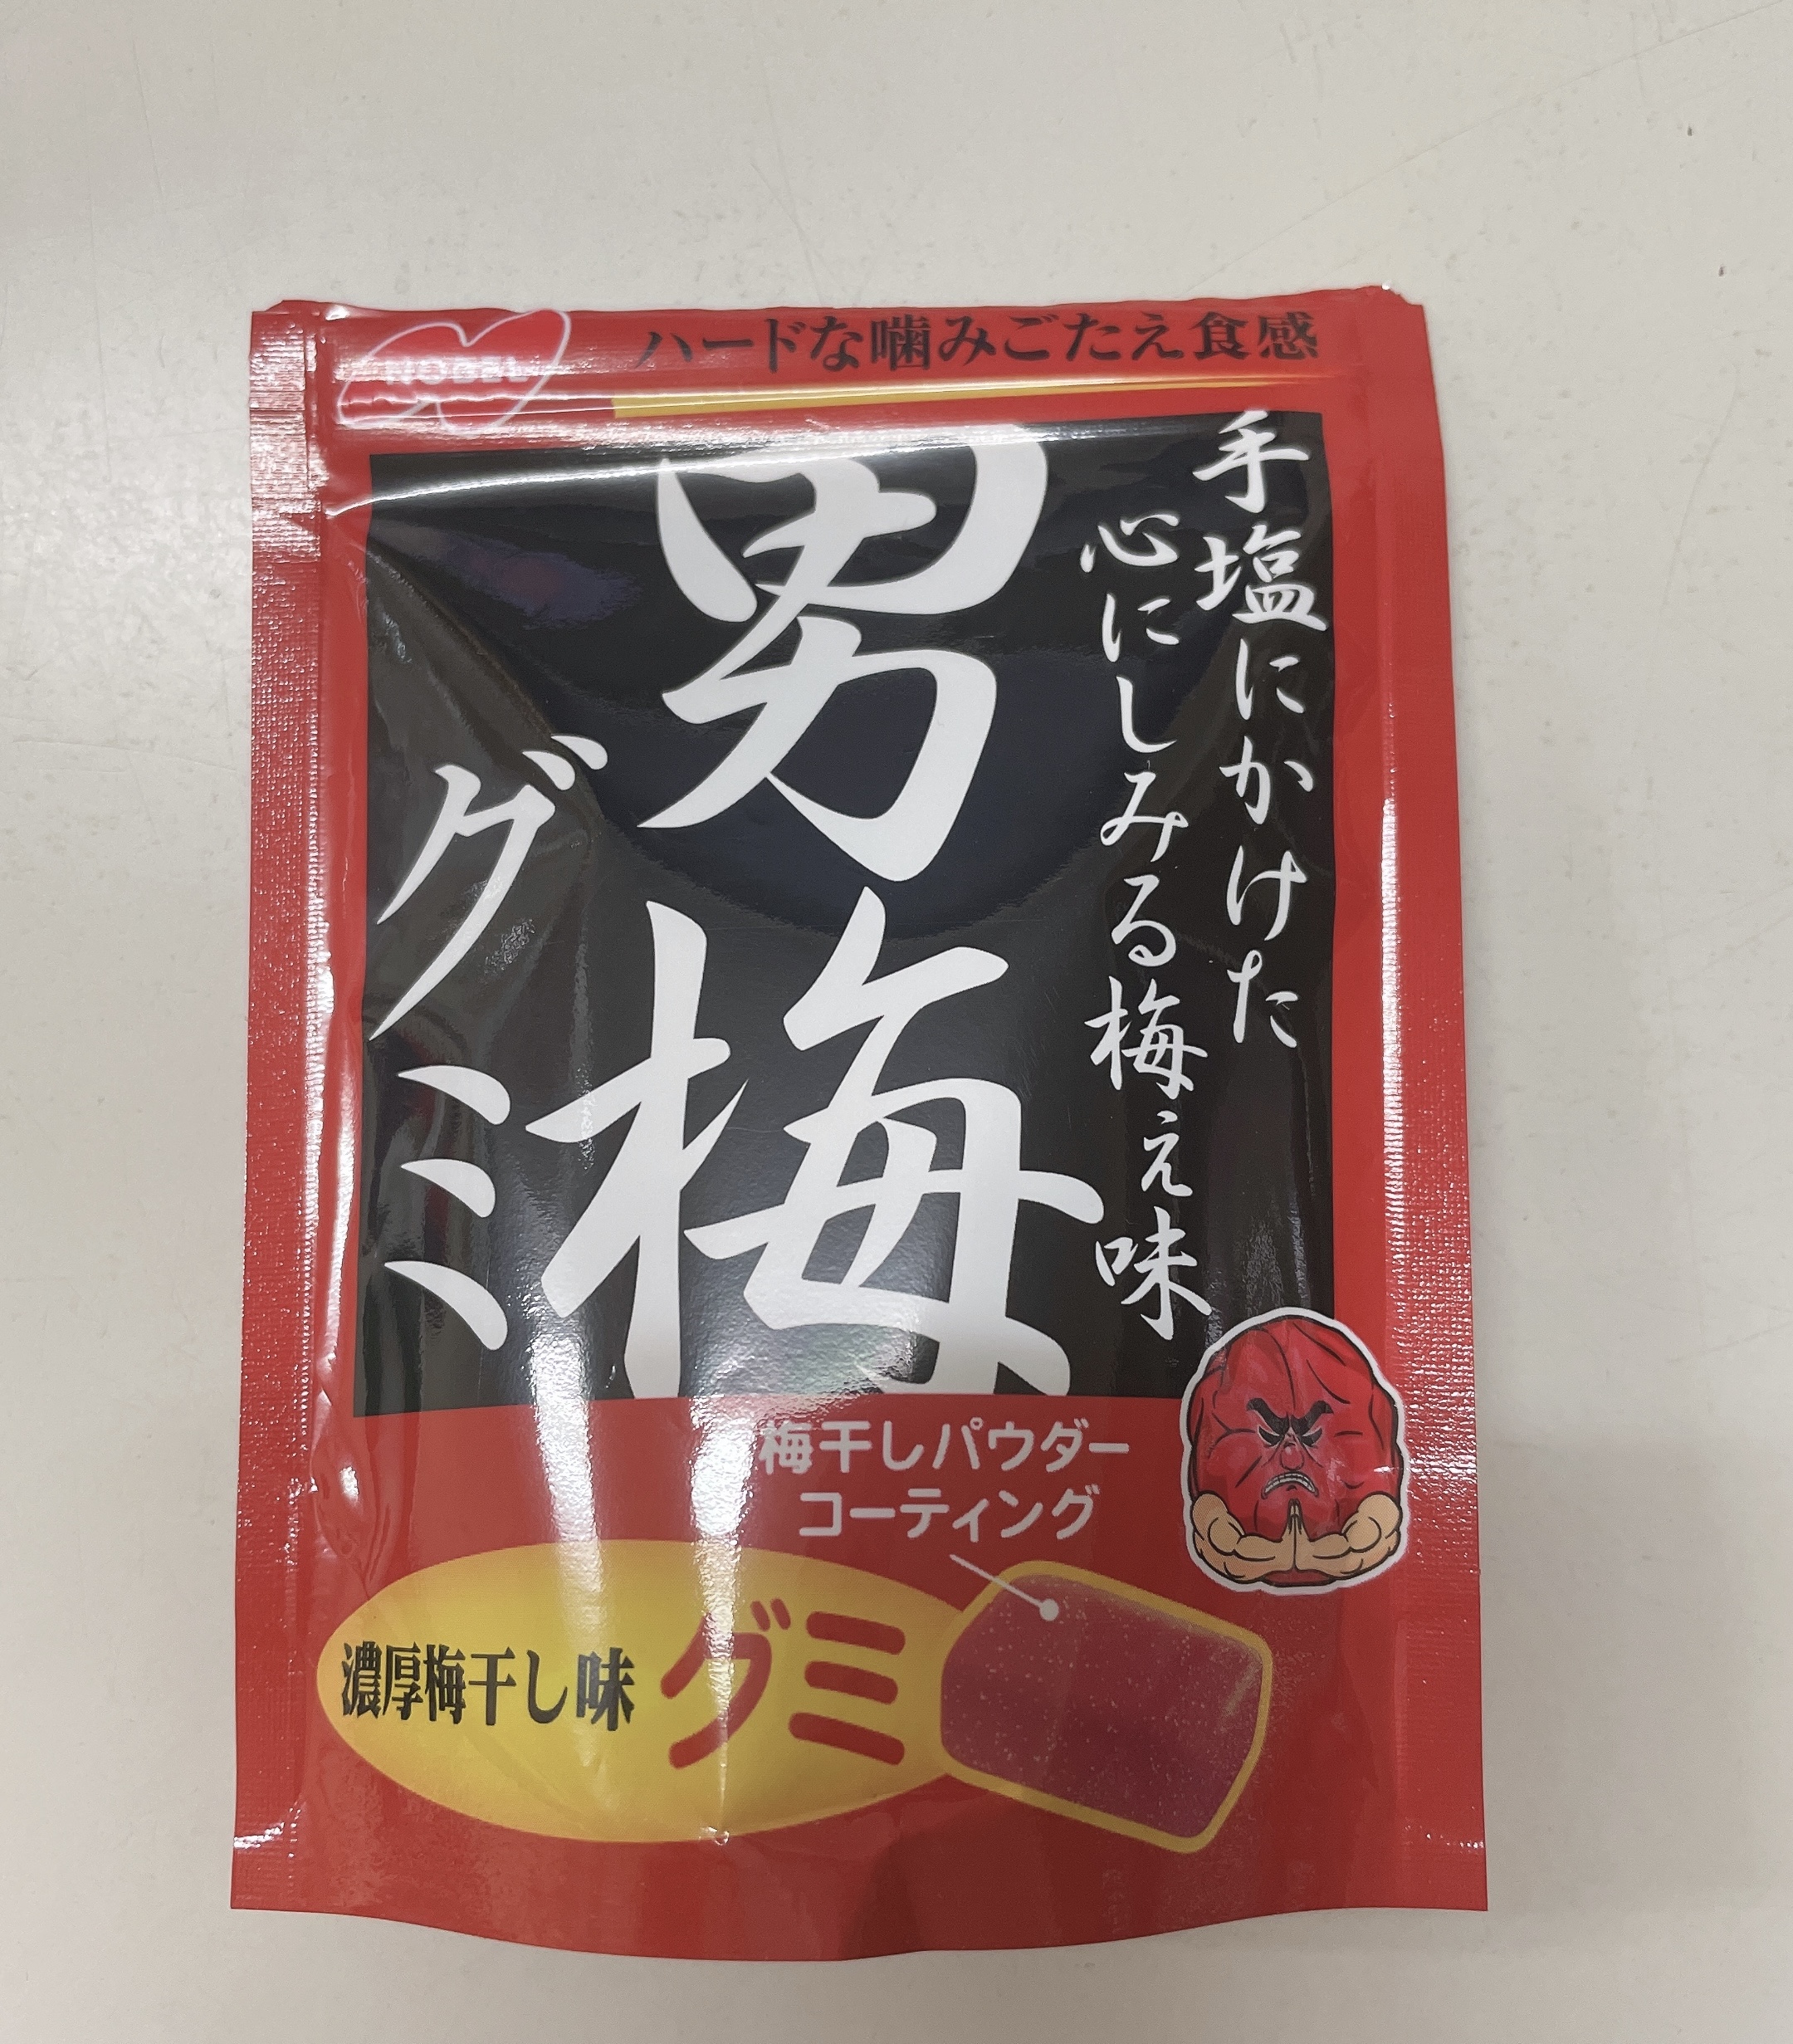 NOBEL
ハードな噛みごたえ食感
手塩にかけた
心にしみる梅ぇ味
男梅
グミ
梅干しパウダー
コーティング
濃厚梅干し味
グミ